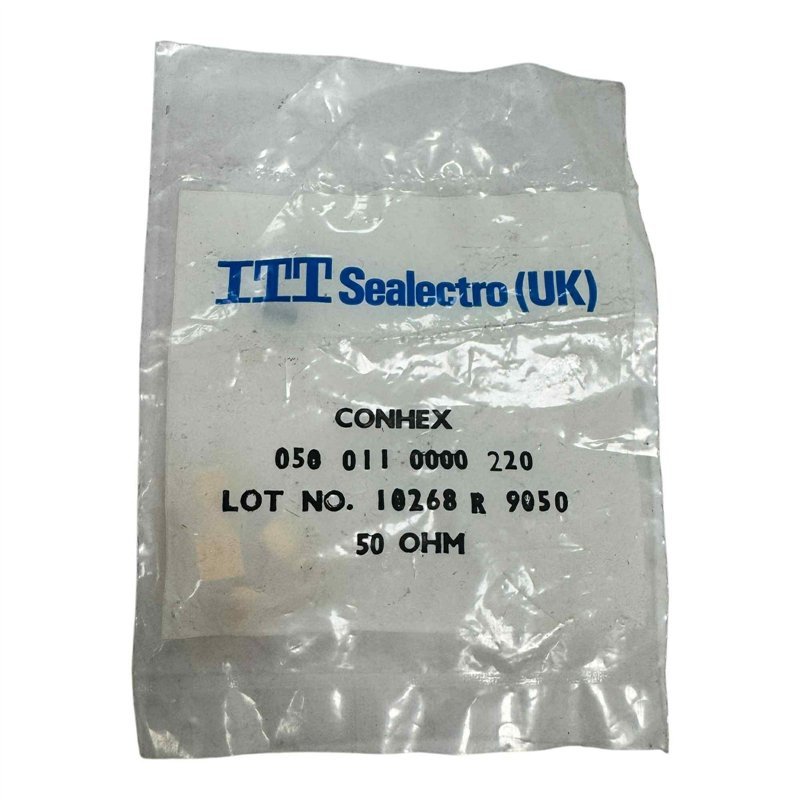 ITT Sealectro (UK)
CONHEX
050 011 0000 220
LOT NO. 10268 R 9050
50 OHM